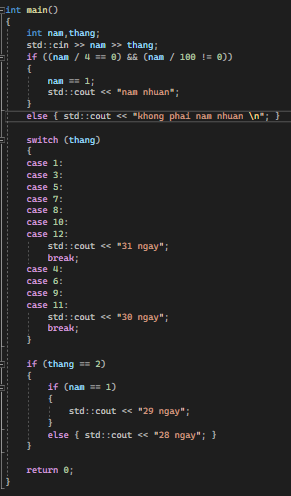 int main()
{
    int nam,thang;
    std::cin >> nam >> thang;
    if ((nam / 4 == 0) && (nam / 100 != 0))
    {
        nam == 1;
        std::cout << "nam nhuan";
    }
    else { std::cout << "khong phai nam nhuan \n"; }
    switch (thang)
    {
    case 1:
    case 3:
    case 5:
    case 7:
    case 8:
    case 10:
    case 12:
        std::cout << "31 ngay";
        break;
    case 4:
    case 6:
    case 9:
    case 11:
        std::cout << "30 ngay";
        break;
    }
    if (thang == 2)
    {
        if (nam == 1)
        {
            std::cout << "29 ngay";
        }
        else { std::cout << "28 ngay"; }
    }
    return 0;
}